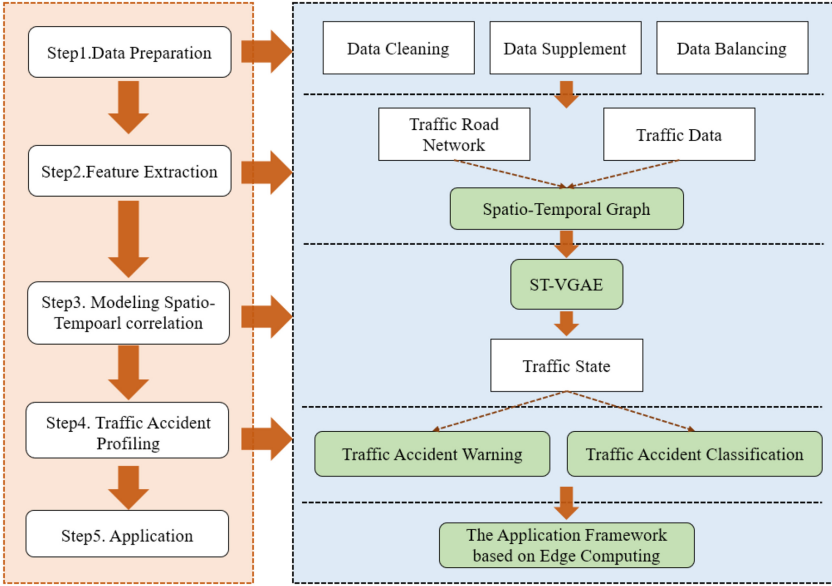 Step1.Data Preparation
Data Cleaning
Data Supplement
Data Balancing
Traffic Road
Network
Traffic Data
Step2.Feature Extraction
Spatio-Temporal Graph
ST-VGAE
Step3. Modeling Spatio-
Tempoarl correlation
Traffic State
Step4. Traffic Accident
Profiling
Traffic Accident Warning
Traffic Accident Classification
Step5. Application
The Application Framework
based on Edge Computing